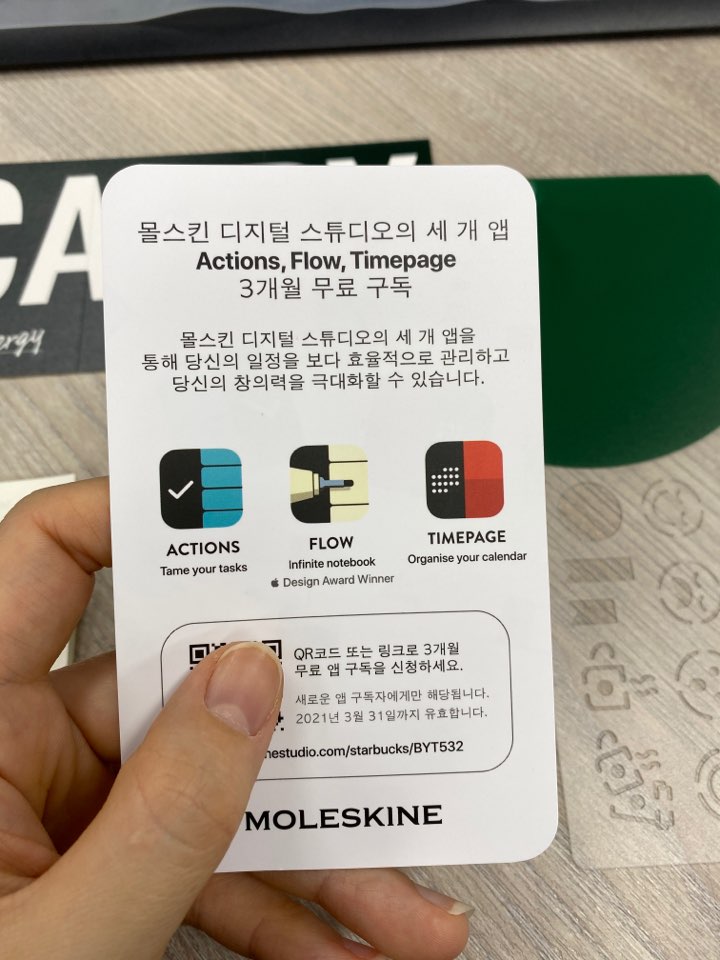 몰스킨 디지털 스튜디오의 세 개 앱
Actions, Flow, Timepage
3개월 무료 구독
몰스킨 디지털 스튜디오의 세 개 앱을
통해 당신의 일정을 보다 효율적으로 관리하고
당신의 창의력을 극대화할 수 있습니다.
ACTIONS
Tame your tasks
FLOW
Infinite notebook
Design Award Winner
TIMEPAGE
Organise your calendar
QR코드 또는 링크로 3개월
무료 앱 구독을 신청하세요.
새로운 앱 구독자에게만 해당됩니다.
2021년 3월 31일까지 유효합니다.
nestudio.com/starbucks/BYT532
MOLESKINE